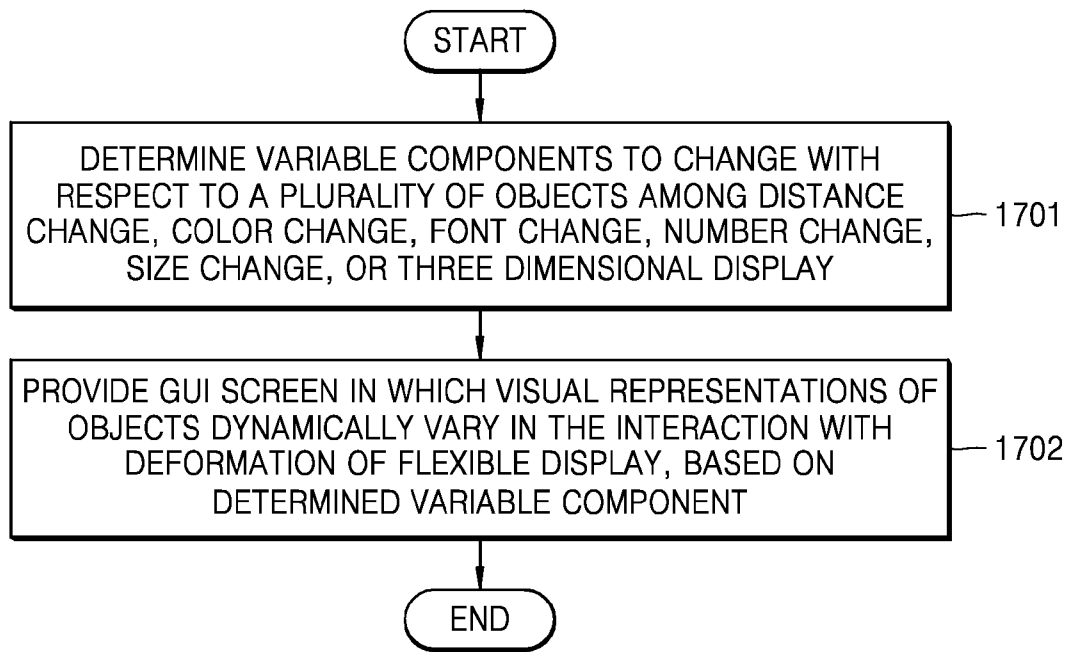 START
DETERMINE VARIABLE COMPONENTS TO CHANGE WITH
RESPECT TO A PLURALITY OF OBJECTS AMONG DISTANCE
CHANGE, COLOR CHANGE, FONT CHANGE, NUMBER CHANGE,
SIZE CHANGE, OR THREE DIMENSIONAL DISPLAY
1701
PROVIDE GUI SCREEN IN WHICH VISUAL REPRESENTATIONS OF
OBJECTS DYNAMICALLY VARY IN THE INTERACTION WITH
DEFORMATION OF FLEXIBLE DISPLAY, BASED ON
DETERMINED VARIABLE COMPONENT
1702
END